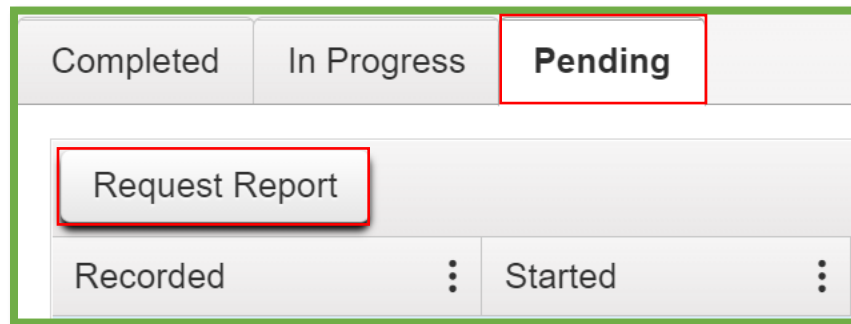 Completed In Progress Pending
Request Report
Recorded Started